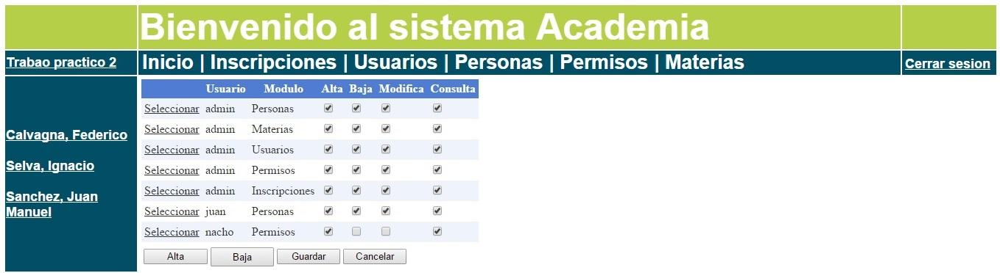 Bienvenido al sistema Academia
Trabao practico 2 Inicio | Inscripciones | Usuarios | Personas | Permisos | Materias Cerrar sesion
Calvagna, Federico
Selva, Ignacio
Sanchez, Juan
Manuel
Usuario Modulo Alta Baja Modifica Consulta
Seleccionar admin Personas
Seleccionar admin Materias
Seleccionar admin Usuarios
Seleccionar admin Permisos
Seleccionar admin Inscripciones
Seleccionar juan Personas
Seleccionar nacho Permisos
Alta Baja Guardar Cancelar